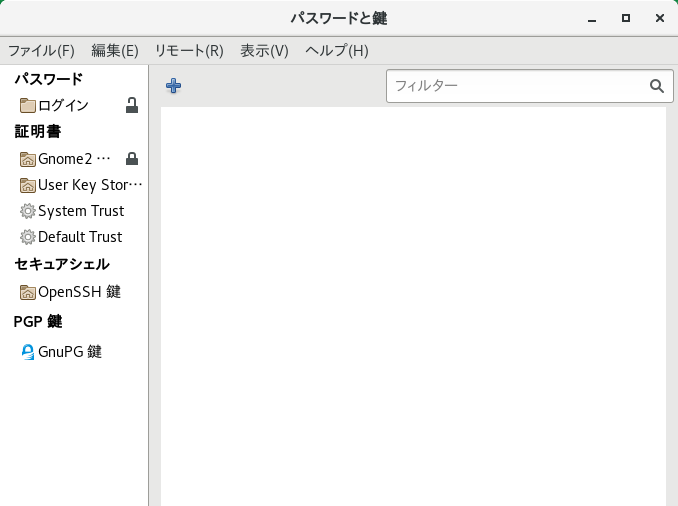 パスワードと鍵
ファイル(F) 編集(E) リモート(R) 表示(V) ヘルプ(H)
パスワード
フィルター
ログイン
証明書
Gnome2 …
User Key Stor…
System Trust
Default Trust
セキュアシェル
OpenSSH 鍵
PGP 鍵
GnuPG 鍵